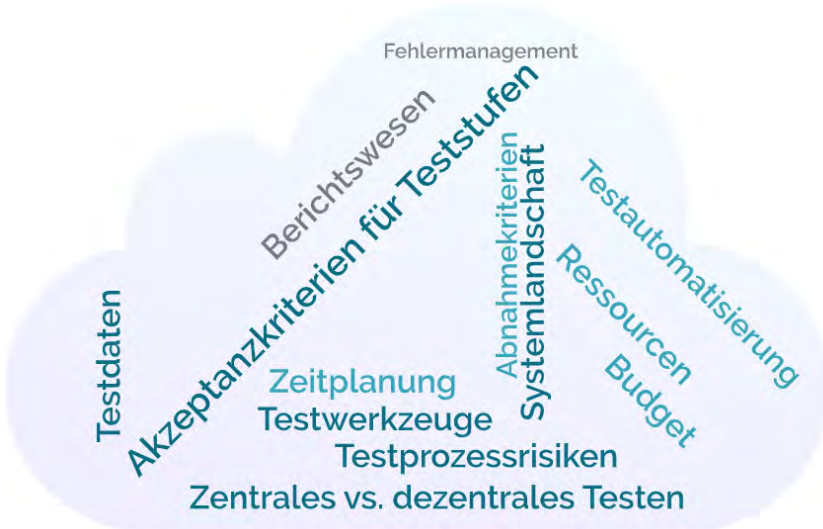 Fehlermanagement
Berichtswesen
Akzeptanzkriterien für Teststufen
Abnahmekriterien
Systemlandschaft
Testautomatisierung
Ressourcen
Budget
Testdaten
Zeitplanung
Testwerkzeuge
Testprozessrisiken
Zentrales vs. dezentrales Testen